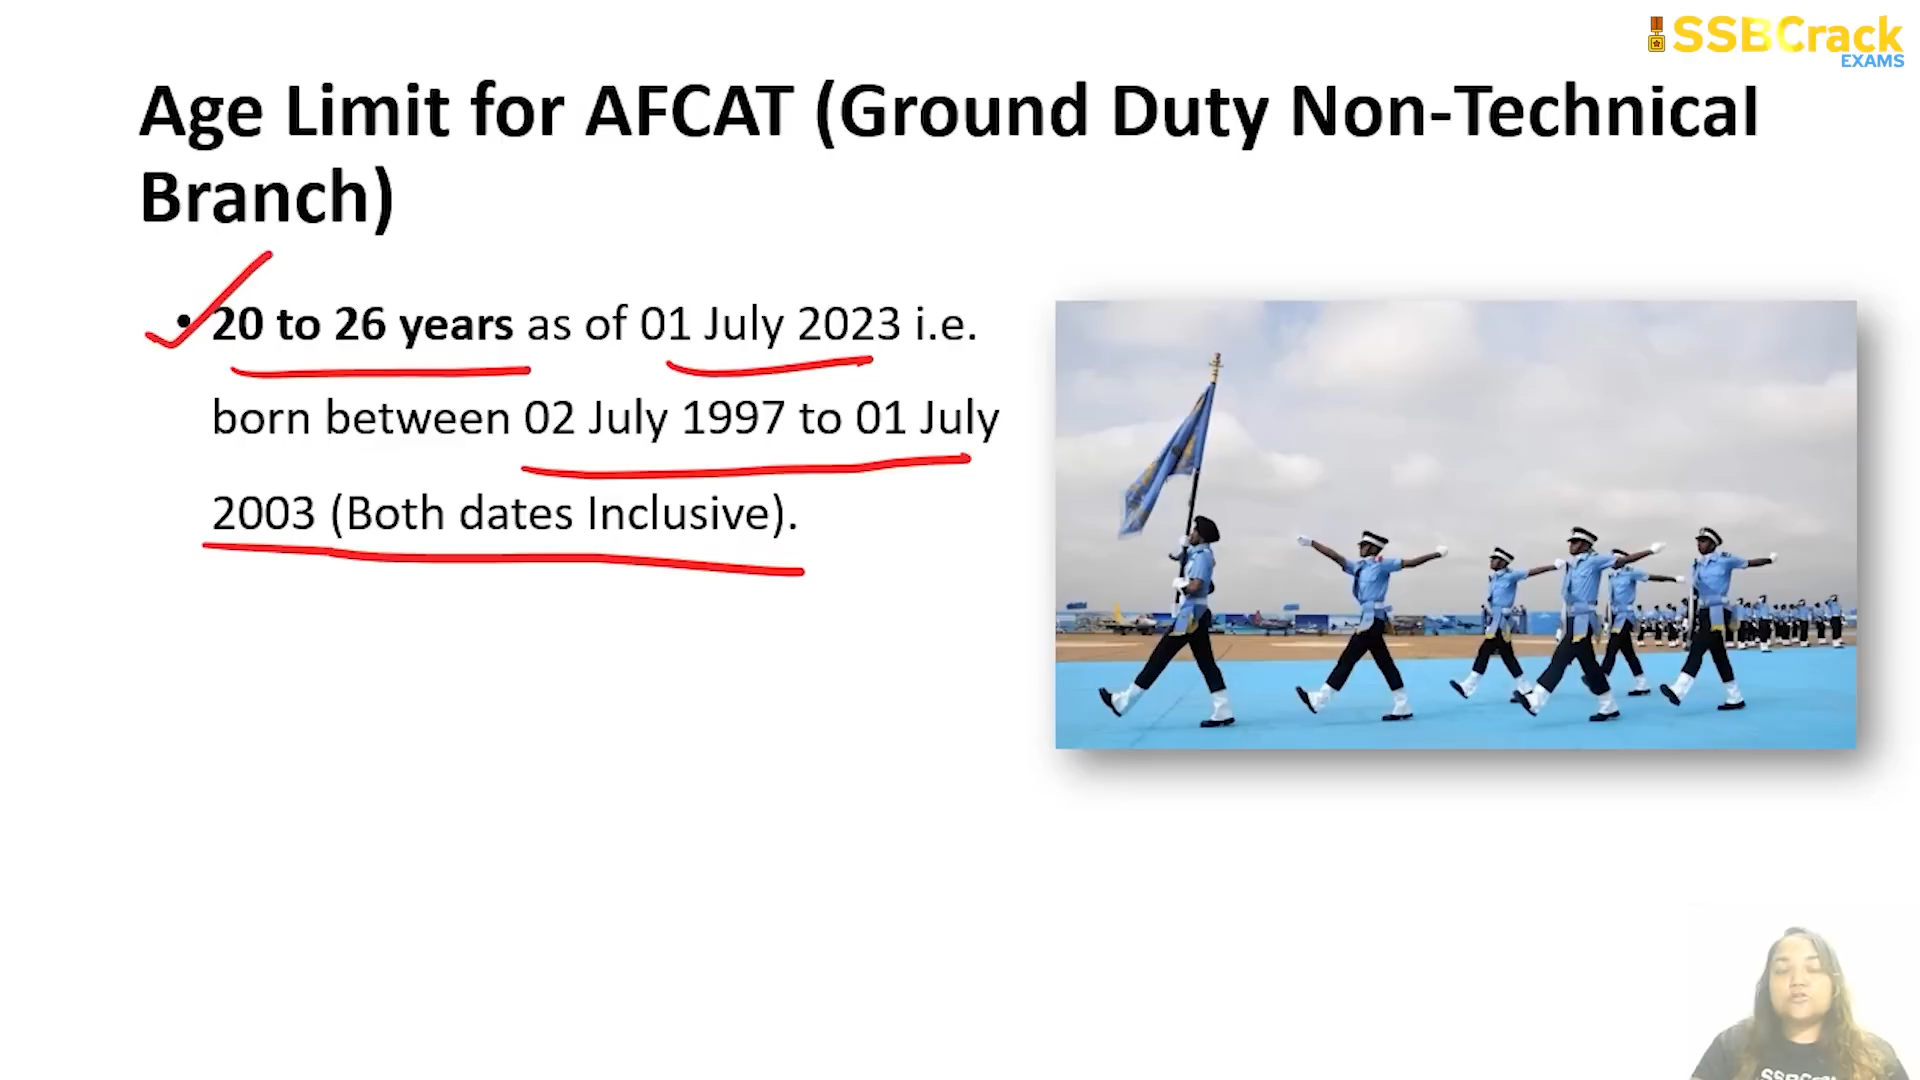 SSBCrack
EXAMS
Age Limit for AFCAT (Ground Duty Non-Technical
Branch)
• 20 to 26 years as of 01 July 2023 i.e.
born between 02 July 1997 to 01 July
2003 (Both dates Inclusive).